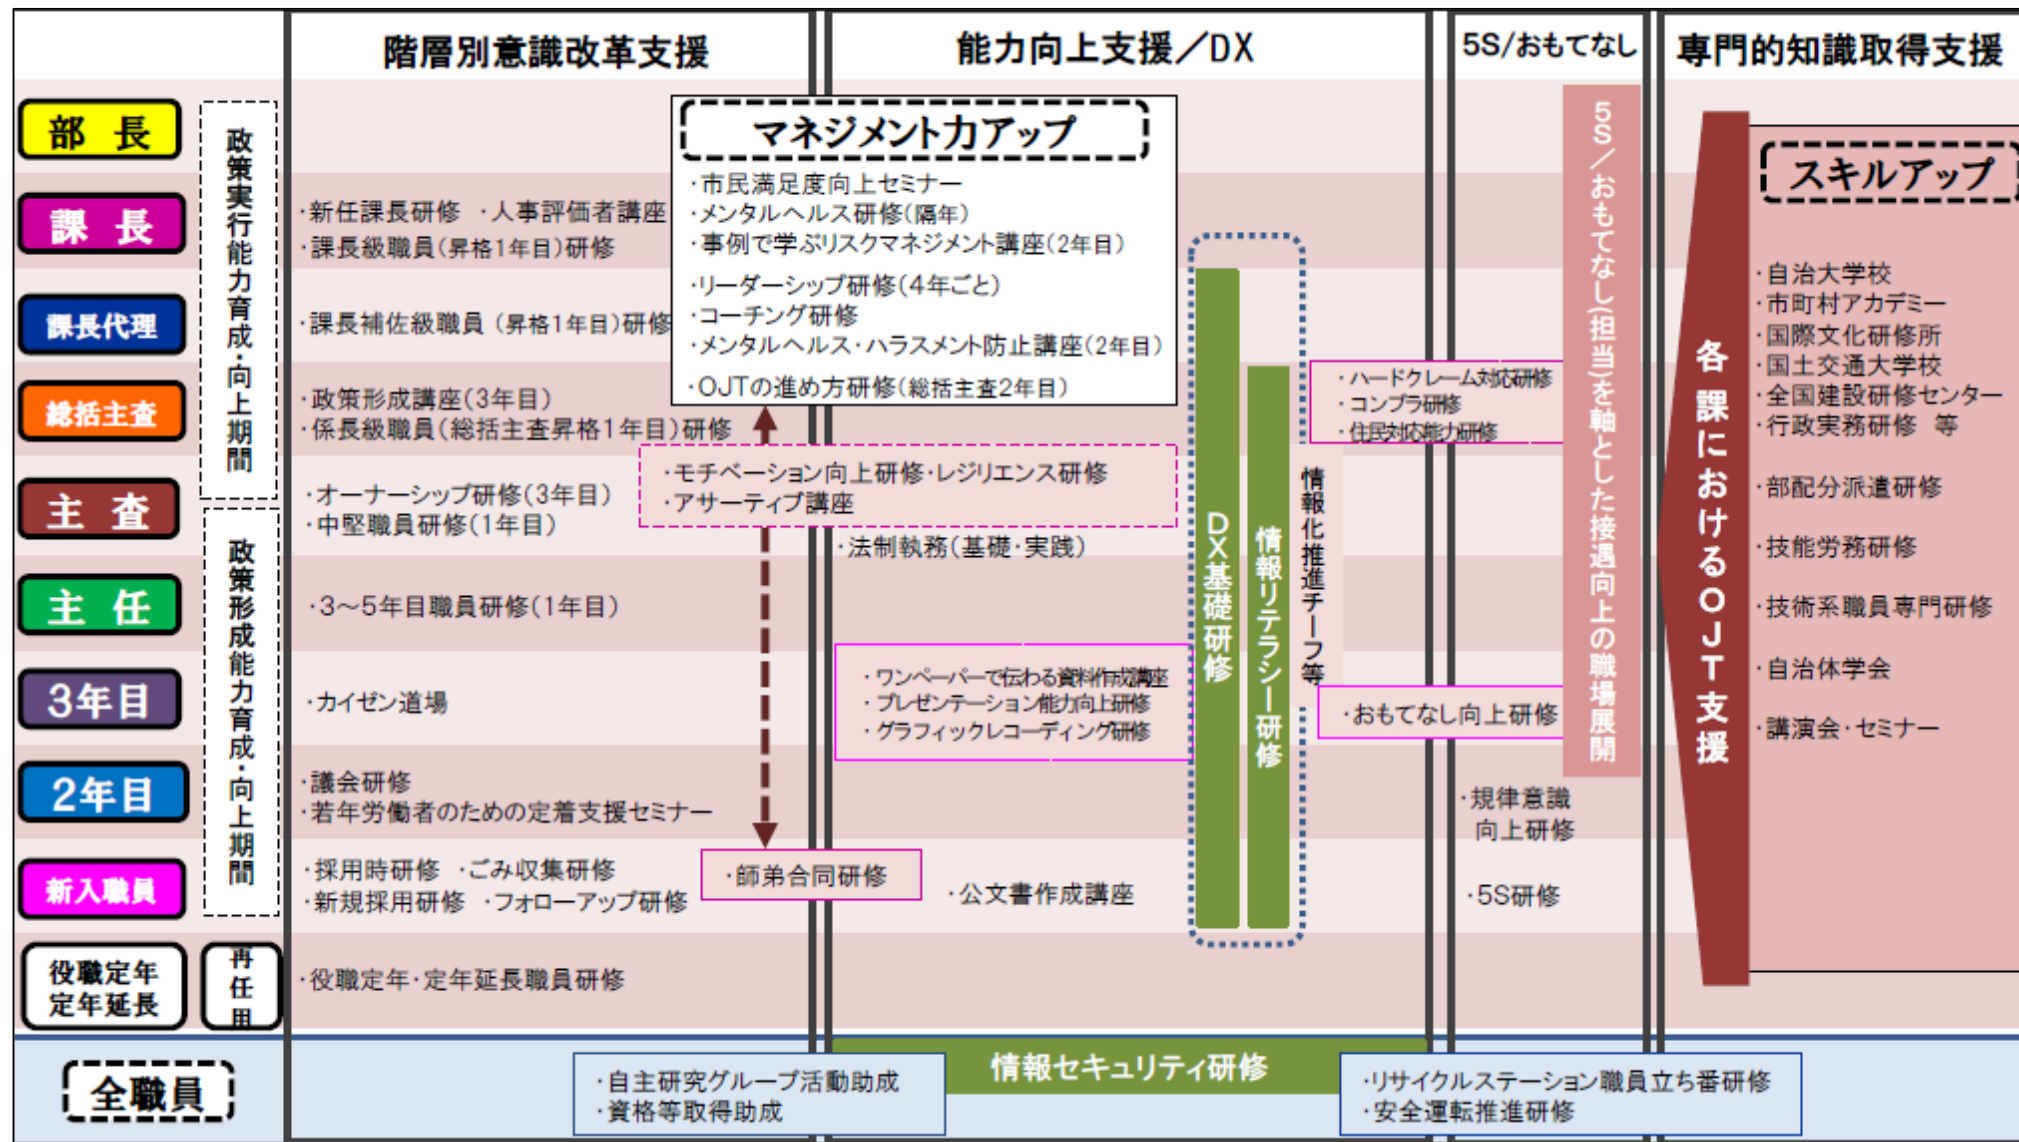 階層別意識改革支援
能力向上支援／DX
5S/おもてなし
専門的知識取得支援
部 長
課 長
課長代理
総括主査
主 査
主 任
3年目
2年目
新入職員
役職定年
定年延長
再任用
全職員
政策実行能力育成・向上期間
政策形成能力育成・向上期間
・新任課長研修 ・人事評価者講座
・課長級職員(昇格1年目)研修
・課長補佐級職員 (昇格1年目)研修
・政策形成講座(3年目)
・係長級職員(総括主査昇格1年目)研修
・オーナーシップ研修(3年目)
・中堅職員研修(1年目)
・3～5年目職員研修(1年目)
・カイゼン道場
・議会研修
・若年労働者のための定着支援セミナー
・採用時研修 ・ごみ収集研修
・新規採用研修 ・フォローアップ研修
・役職定年・定年延長職員研修
マネジメント力アップ
・市民満足度向上セミナー
・メンタルヘルス研修(隔年)
・事例で学ぶリスクマネジメント講座(2年目)
・リーダーシップ研修(4年ごと)
・コーチング研修
・メンタルヘルス・ハラスメント防止講座(2年目)
・OJTの進め方研修(総括主査2年目)
・モチベーション向上研修・レジリエンス研修
・アサーティブ講座
・法制執務(基礎・実践)
・ワンペーパーで伝わる資料作成講座
・プレゼンテーション能力向上研修
・グラフィックレコーディング研修
・師弟合同研修
・公文書作成講座
DX基礎研修
情報リテラシー研修
情報化推進チーフ等
・ハードクレーム対応研修
・コンプラ研修
・住民対応能力研修
・おもてなし向上研修
・規律意識
向上研修
・5S研修
5S／おもてなし(担当)を軸とした接遇向上の職場展開
各課におけるOJT支援
スキルアップ
・自治大学校
・市町村アカデミー
・国際文化研修所
・国土交通大学校
・全国建設研修センター
・行政実務研修 等
・部配分派遣研修
・技能労務研修
・技術系職員専門研修
・自治体学会
・講演会・セミナー
・自主研究グループ活動助成
・資格等取得助成
情報セキュリティ研修
・リサイクルステーション職員立ち番研修
・安全運転推進研修